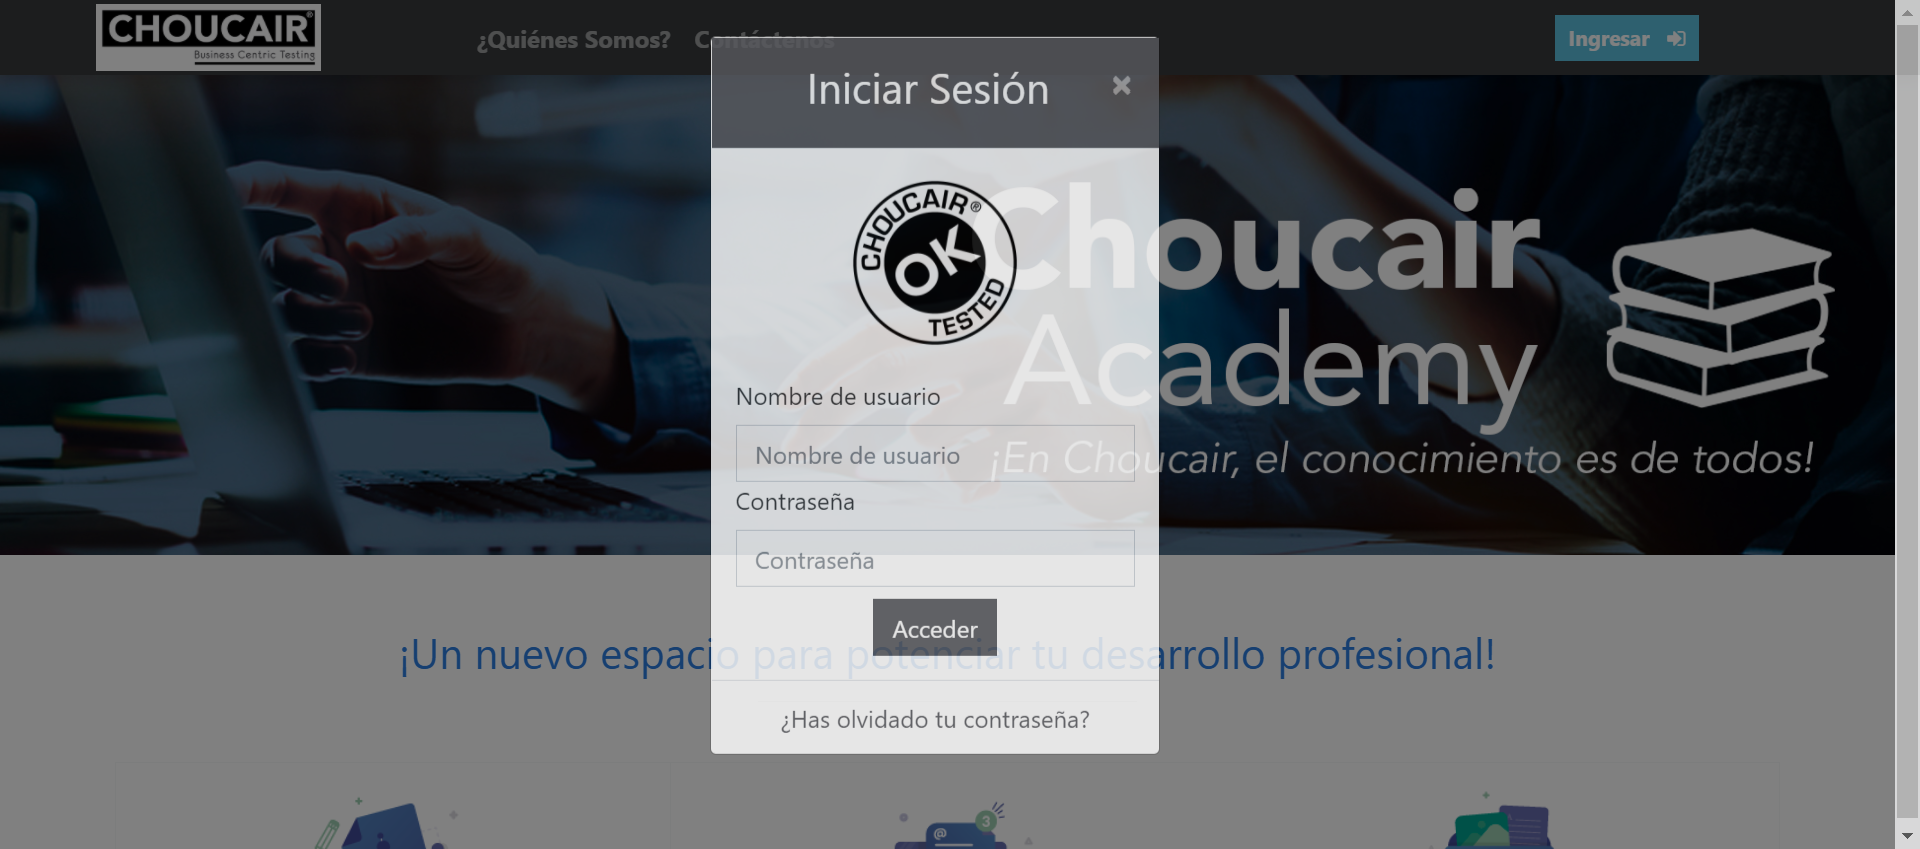 CHOUCAIR®
Business Centric Testing
¿Quiénes Somos?
Contáctenos
Ingresar
Iniciar Sesión
×
CHOUCAIR®
OK
TESTED
Choucair
Academy
¡En Choucair, el conocimiento es de todos!
Nombre de usuario
Nombre de usuario
Contraseña
Contraseña
Acceder
¡Un nuevo espacio para potenciar tu desarrollo profesional!
¿Has olvidado tu contraseña?
@
3